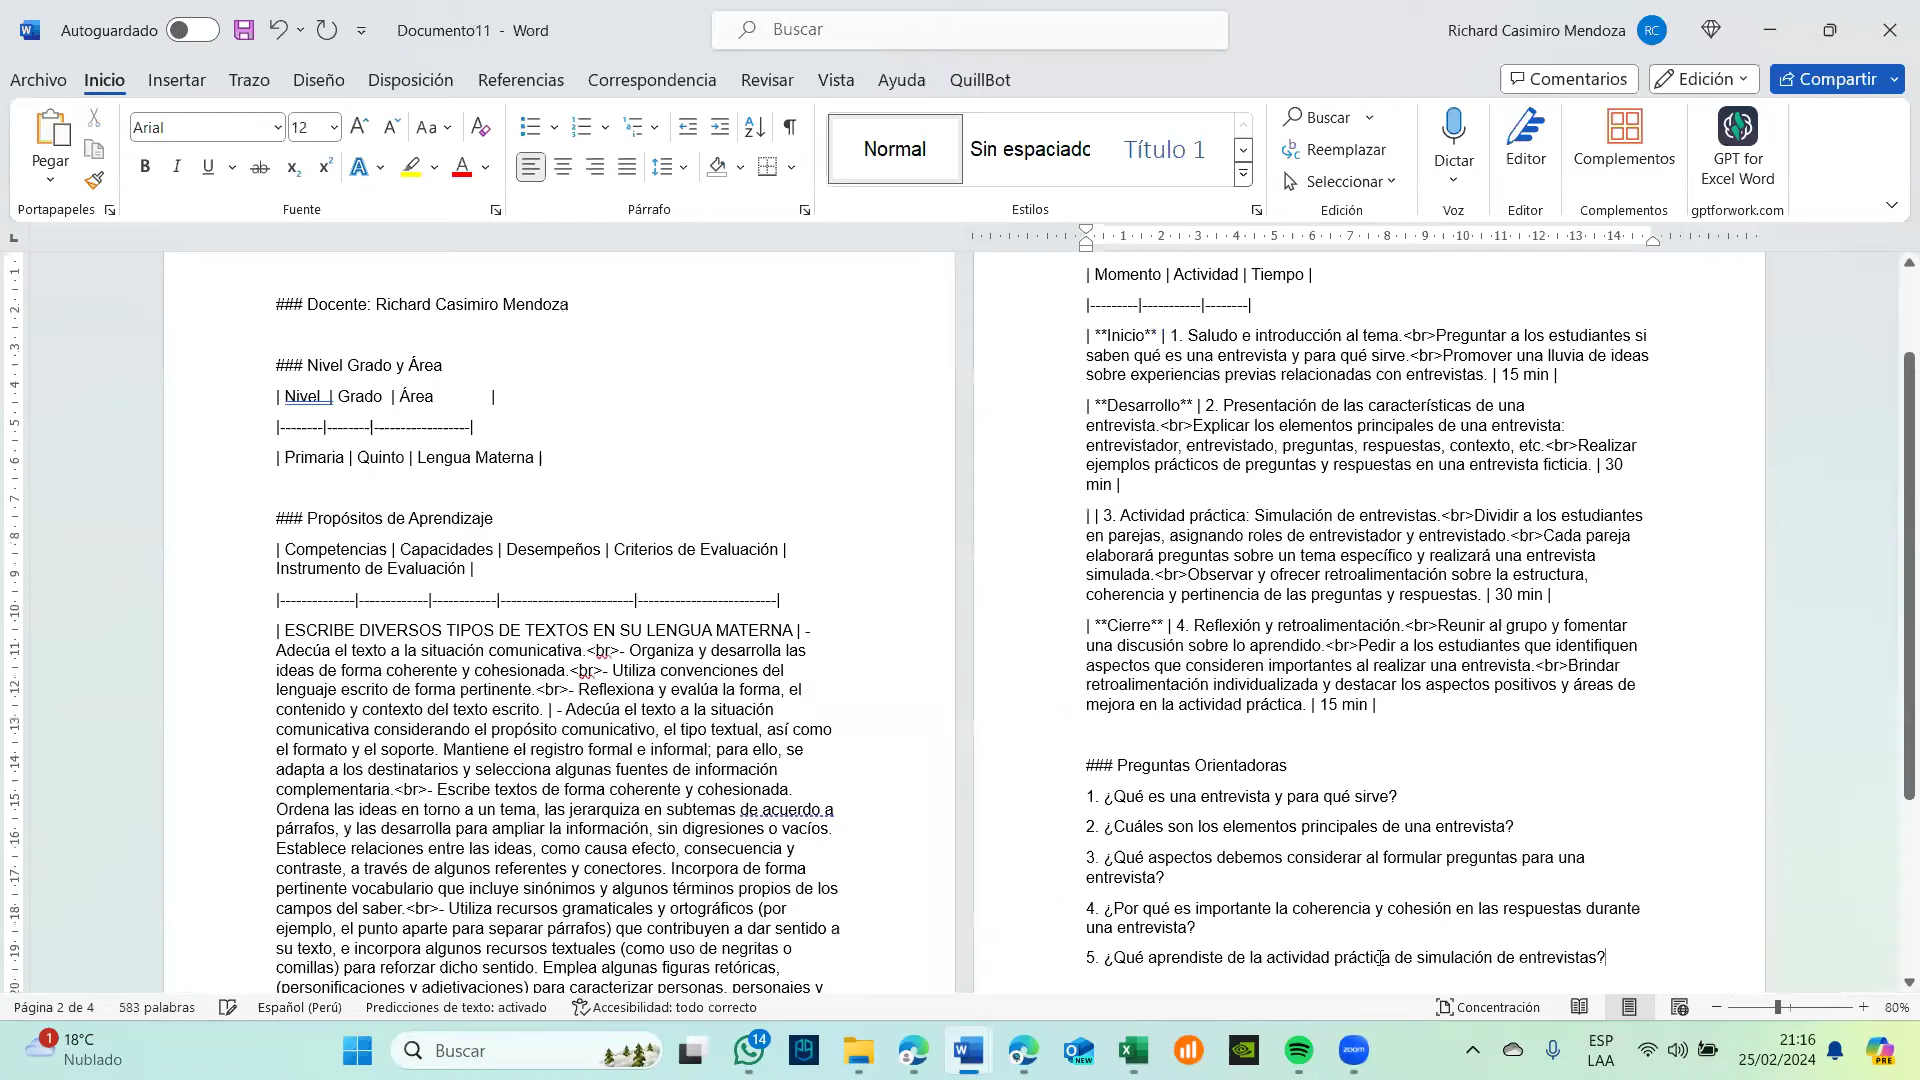 Autoguardado
Documento11 - Word
Buscar
Richard Casimiro Mendoza
RC
Archivo Inicio Insertar Trazo Diseño Disposición Referencias Correspondencia Revisar Vista Ayuda QuillBot
Comentarios
Edición
Compartir
Pegar
Portapapeles
Arial
12
Fuente
Párrafo
Normal
Sin espaciado
Título 1
Estilos
Buscar
Reemplazar
Seleccionar
Edición
Dictar
Voz
Editor
Editor
Complementos
Complementos
GPT for
Excel Word
gptforwork.com
### Docente: Richard Casimiro Mendoza
### Nivel Grado y Área
| Nivel | Grado | Área |
|--------|--------|------------------|
| Primaria | Quinto | Lengua Materna |
### Propósitos de Aprendizaje
| Competencias | Capacidades | Desempeños | Criterios de Evaluación |
Instrumento de Evaluación |
|--------------|-------------|------------|-------------------------|--------------------------|
| ESCRIBE DIVERSOS TIPOS DE TEXTOS EN SU LENGUA MATERNA | -
Adecúa el texto a la situación comunicativa.<br>- Organiza y desarrolla las
ideas de forma coherente y cohesionada.<br>- Utiliza convenciones del
lenguaje escrito de forma pertinente.<br>- Reflexiona y evalúa la forma, el
contenido y contexto del texto escrito. | - Adecúa el texto a la situación
comunicativa considerando el propósito comunicativo, el tipo textual, así como
el formato y el soporte. Mantiene el registro formal e informal; para ello, se
adapta a los destinatarios y selecciona algunas fuentes de información
complementaria.<br>- Escribe textos de forma coherente y cohesionada.
Ordena las ideas en torno a un tema, las jerarquiza en subtemas de acuerdo a
párrafos, y las desarrolla para ampliar la información, sin digresiones o vacíos.
Establece relaciones entre las ideas, como causa efecto, consecuencia y
contraste, a través de algunos referentes y conectores. Incorpora de forma
pertinente vocabulario que incluye sinónimos y algunos términos propios de los
campos del saber.<br>- Utiliza recursos gramaticales y ortográficos (por
ejemplo, el punto aparte para separar párrafos) que contribuyen a dar sentido a
su texto, e incorpora algunos recursos textuales (como uso de negritas o
comillas) para reforzar dicho sentido. Emplea algunas figuras retóricas,
(personificaciones y adjetivaciones) para caracterizar personas, personajes y
| Momento | Actividad | Tiempo |
|---------|-----------|--------|
| **Inicio** | 1. Saludo e introducción al tema.<br>Preguntar a los estudiantes si
saben qué es una entrevista y para qué sirve.<br>Promover una lluvia de ideas
sobre experiencias previas relacionadas con entrevistas. | 15 min |
| **Desarrollo** | 2. Presentación de las características de una
entrevista.<br>Explicar los elementos principales de una entrevista:
entrevistador, entrevistado, preguntas, respuestas, contexto, etc.<br>Realizar
ejemplos prácticos de preguntas y respuestas en una entrevista ficticia. | 30
min |
| | 3. Actividad práctica: Simulación de entrevistas.<br>Dividir a los estudiantes
en parejas, asignando roles de entrevistador y entrevistado.<br>Cada pareja
elaborará preguntas sobre un tema específico y realizará una entrevista
simulada.<br>Observar y ofrecer retroalimentación sobre la estructura,
coherencia y pertinencia de las preguntas y respuestas. | 30 min |
| **Cierre** | 4. Reflexión y retroalimentación.<br>Reunir al grupo y fomentar
una discusión sobre lo aprendido.<br>Pedir a los estudiantes que identifiquen
aspectos que consideren importantes al realizar una entrevista.<br>Brindar
retroalimentación individualizada y destacar los aspectos positivos y áreas de
mejora en la actividad práctica. | 15 min |
### Preguntas Orientadoras
1. ¿Qué es una entrevista y para qué sirve?
2. ¿Cuáles son los elementos principales de una entrevista?
3. ¿Qué aspectos debemos considerar al formular preguntas para una
entrevista?
4. ¿Por qué es importante la coherencia y cohesión en las respuestas durante
una entrevista?
5. ¿Qué aprendiste de la actividad práctica de simulación de entrevistas?
Página 2 de 4 583 palabras Español (Perú) Predicciones de texto: activado Accesibilidad: todo correcto
Concentración
80%
18°C
Nublado
Buscar
14
ESP
LAA
21:16
25/02/2024